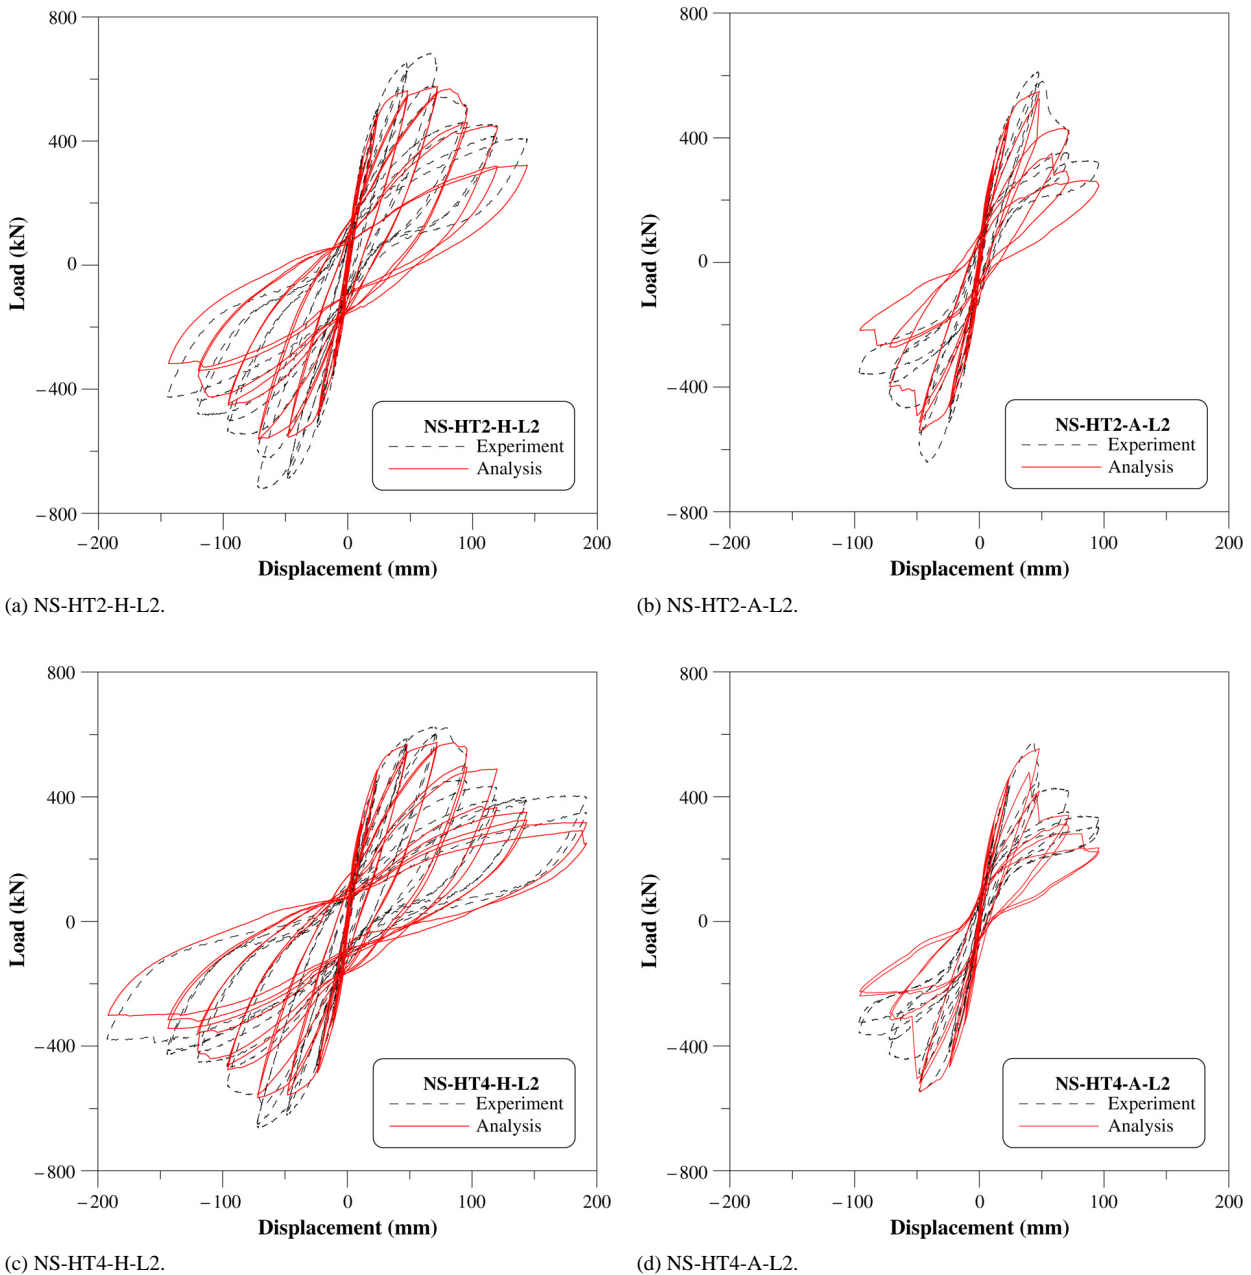 800
400
0
−400
−800
Load (kN)
NS-HT2-H-L2
Experiment
Analysis
−200
−100
0
100
200
Displacement (mm)
(a) NS-HT2-H-L2.
800
400
0
−400
−800
Load (kN)
NS-HT2-A-L2
Experiment
Analysis
−200
−100
0
100
200
Displacement (mm)
(b) NS-HT2-A-L2.
800
400
0
−400
−800
Load (kN)
NS-HT4-H-L2
Experiment
Analysis
−200
−100
0
100
200
Displacement (mm)
(c) NS-HT4-H-L2.
800
400
0
−400
−800
Load (kN)
NS-HT4-A-L2
Experiment
Analysis
−200
−100
0
100
200
Displacement (mm)
(d) NS-HT4-A-L2.